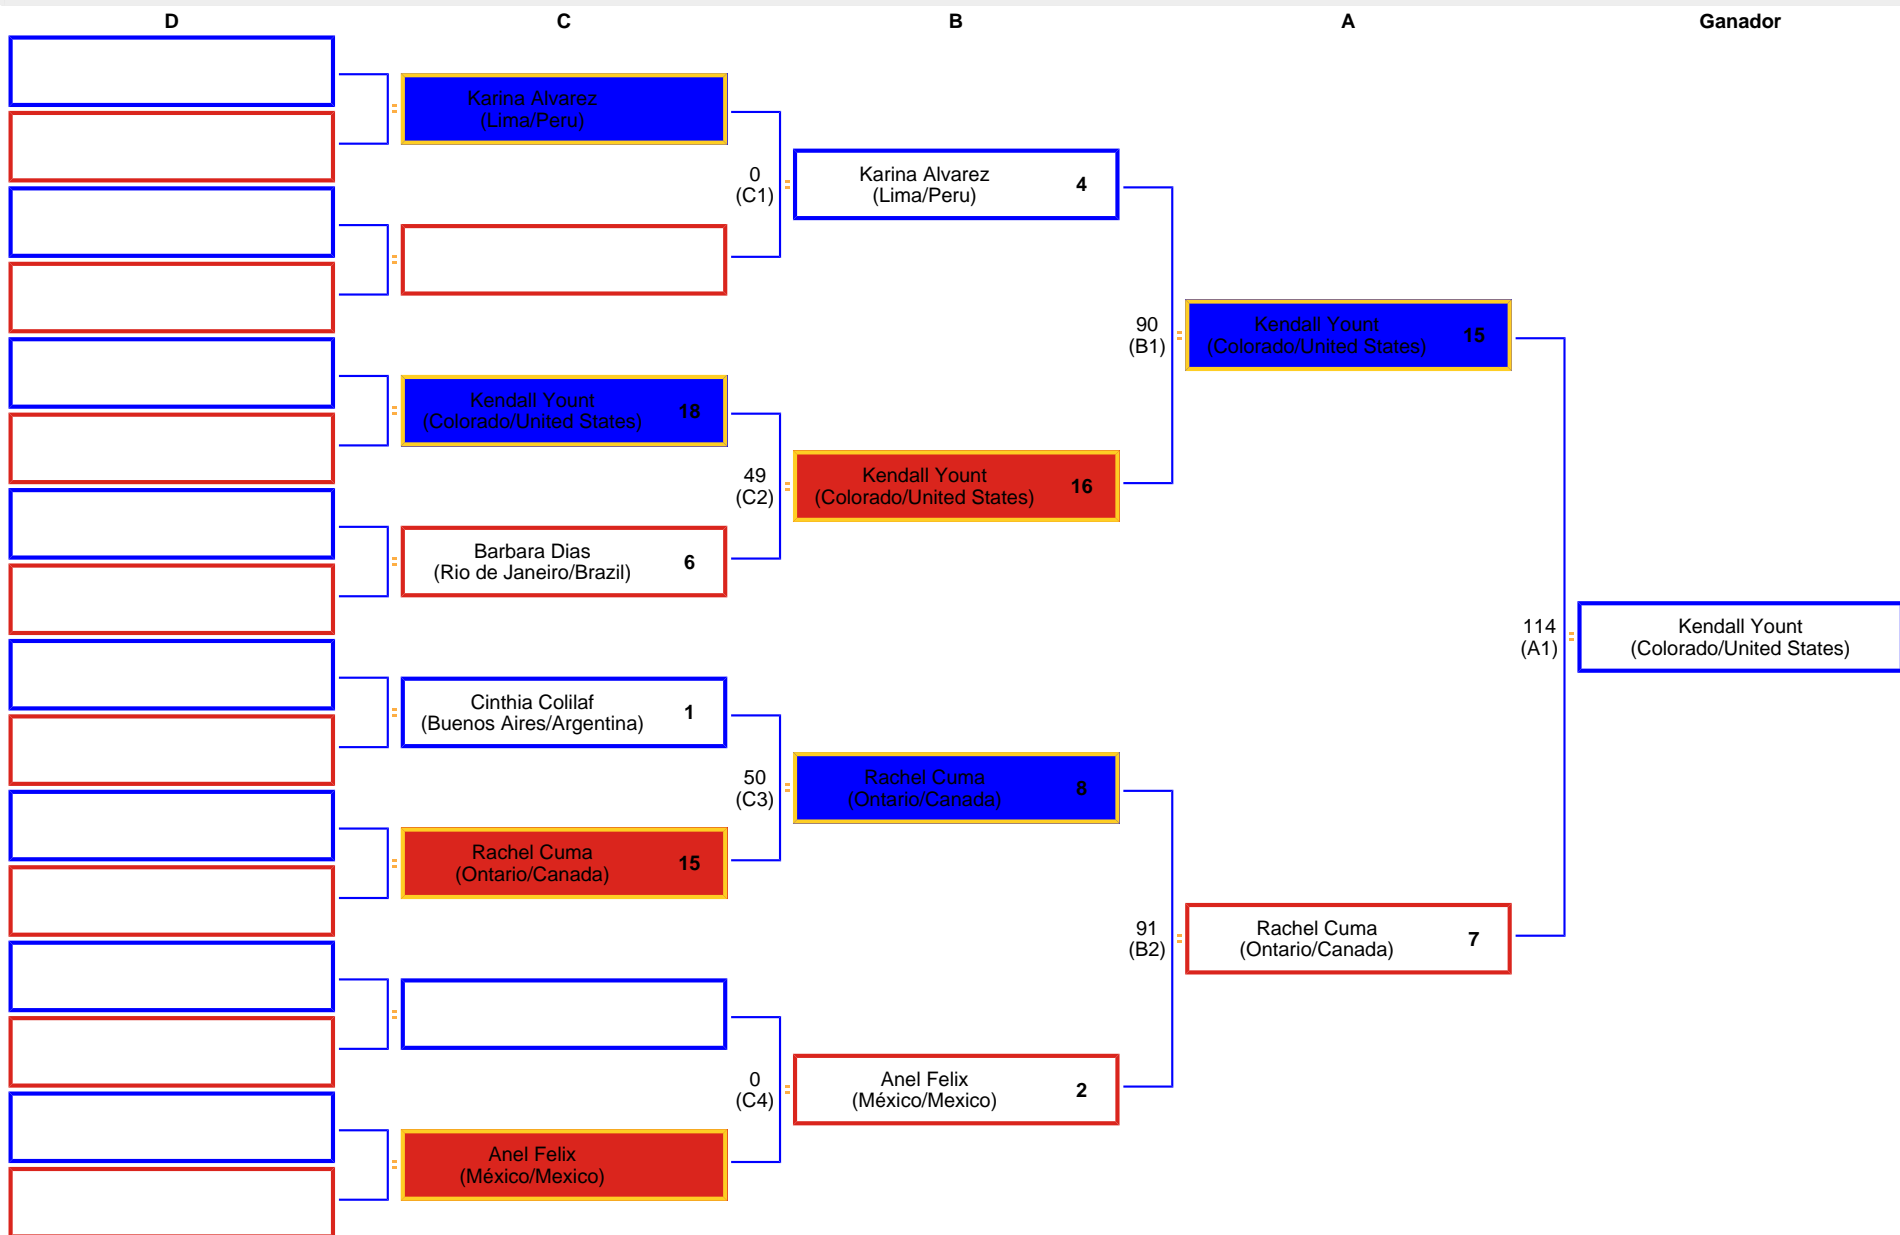 D
C
B
A
Ganador
Karina Alvarez
(Lima/Peru)
0
(C1)
Karina Alvarez
(Lima/Peru)
4
90
(B1)
Kendall Yount
(Colorado/United States)
15
Kendall Yount
(Colorado/United States)
18
49
(C2)
Kendall Yount
(Colorado/United States)
16
Barbara Dias
(Rio de Janeiro/Brazil)
6
114
(A1)
Kendall Yount
(Colorado/United States)
Cinthia Colilaf
(Buenos Aires/Argentina)
1
50
(C3)
Rachel Cuma
(Ontario/Canada)
8
Rachel Cuma
(Ontario/Canada)
15
91
(B2)
Rachel Cuma
(Ontario/Canada)
7
0
(C4)
Anel Felix
(México/Mexico)
2
Anel Felix
(México/Mexico)